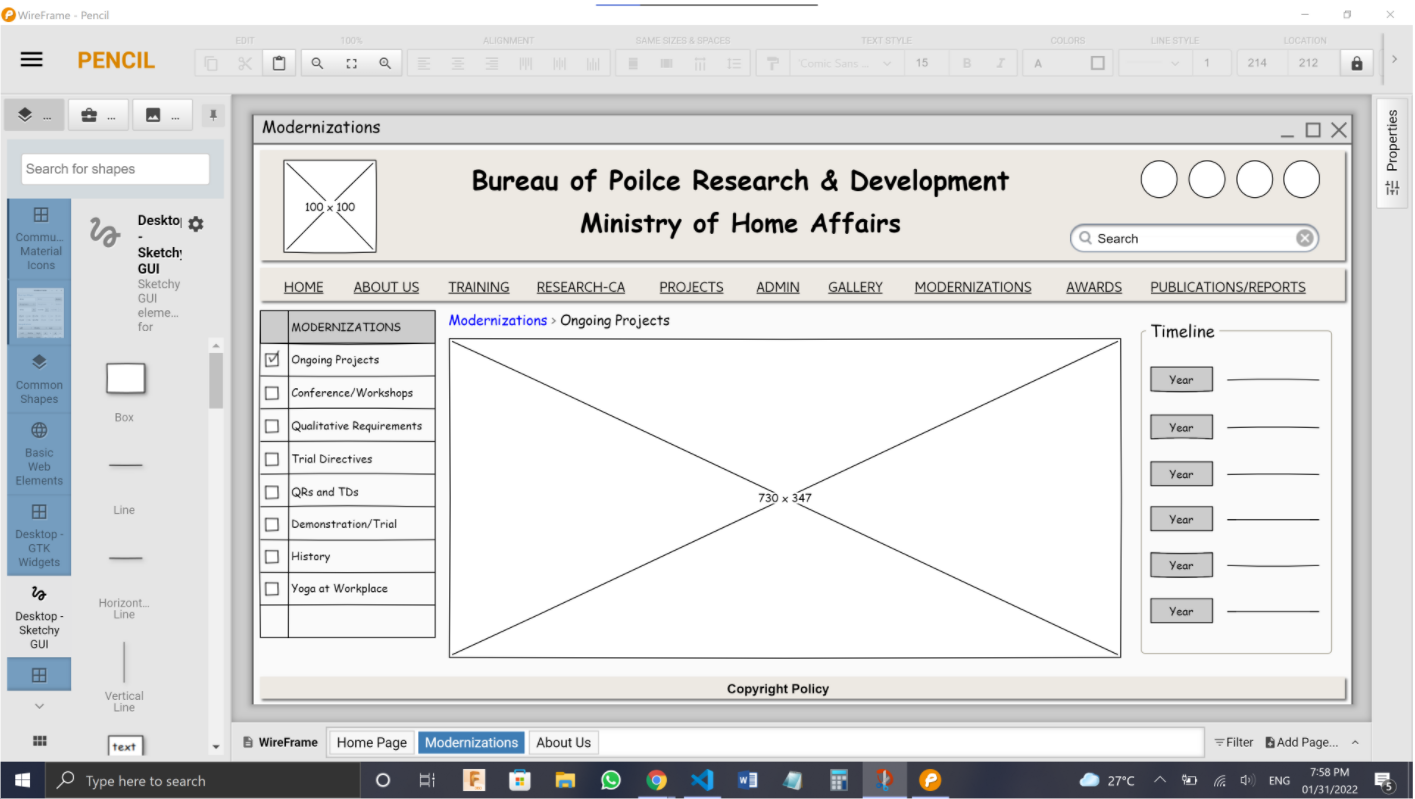 WireFrame - Pencil
EDIT 100% ALIGNMENT SAME SIZES & SPACES TEXT STYLE COLORS LINE STYLE LOCATION
PENCIL
'Comic Sans ... 15 B I A 1 214 212
... ... ...
Search for shapes
Commu...
Material
Icons
Common
Shapes
Basic
Web
Elements
Desktop -
GTK
Widgets
Desktop -
Sketchy
GUI
Deskto
-
Sketchy
GUI
Sketchy
GUI
eleme...
for
Box
Line
Horizont...
Line
Vertical
Line
text
Modernizations
100 x 100
Bureau of Poilce Research & Development
Ministry of Home Affairs
Search
HOME ABOUT US TRAINING RESEARCH-CA PROJECTS ADMIN GALLERY MODERNIZATIONS AWARDS PUBLICATIONS/REPORTS
MODERNIZATIONS
Ongoing Projects
Conference/Workshops
Qualitative Requirements
Trial Directives
QRs and TDs
Demonstration/Trial
History
Yoga at Workplace
Modernizations > Ongoing Projects
730 x 347
Timeline
Year
Year
Year
Year
Year
Year
Copyright Policy
Properties
WireFrame Home Page Modernizations About Us Filter Add Page...
Type here to search
27°C ENG
7:58 PM
01/31/2022
5